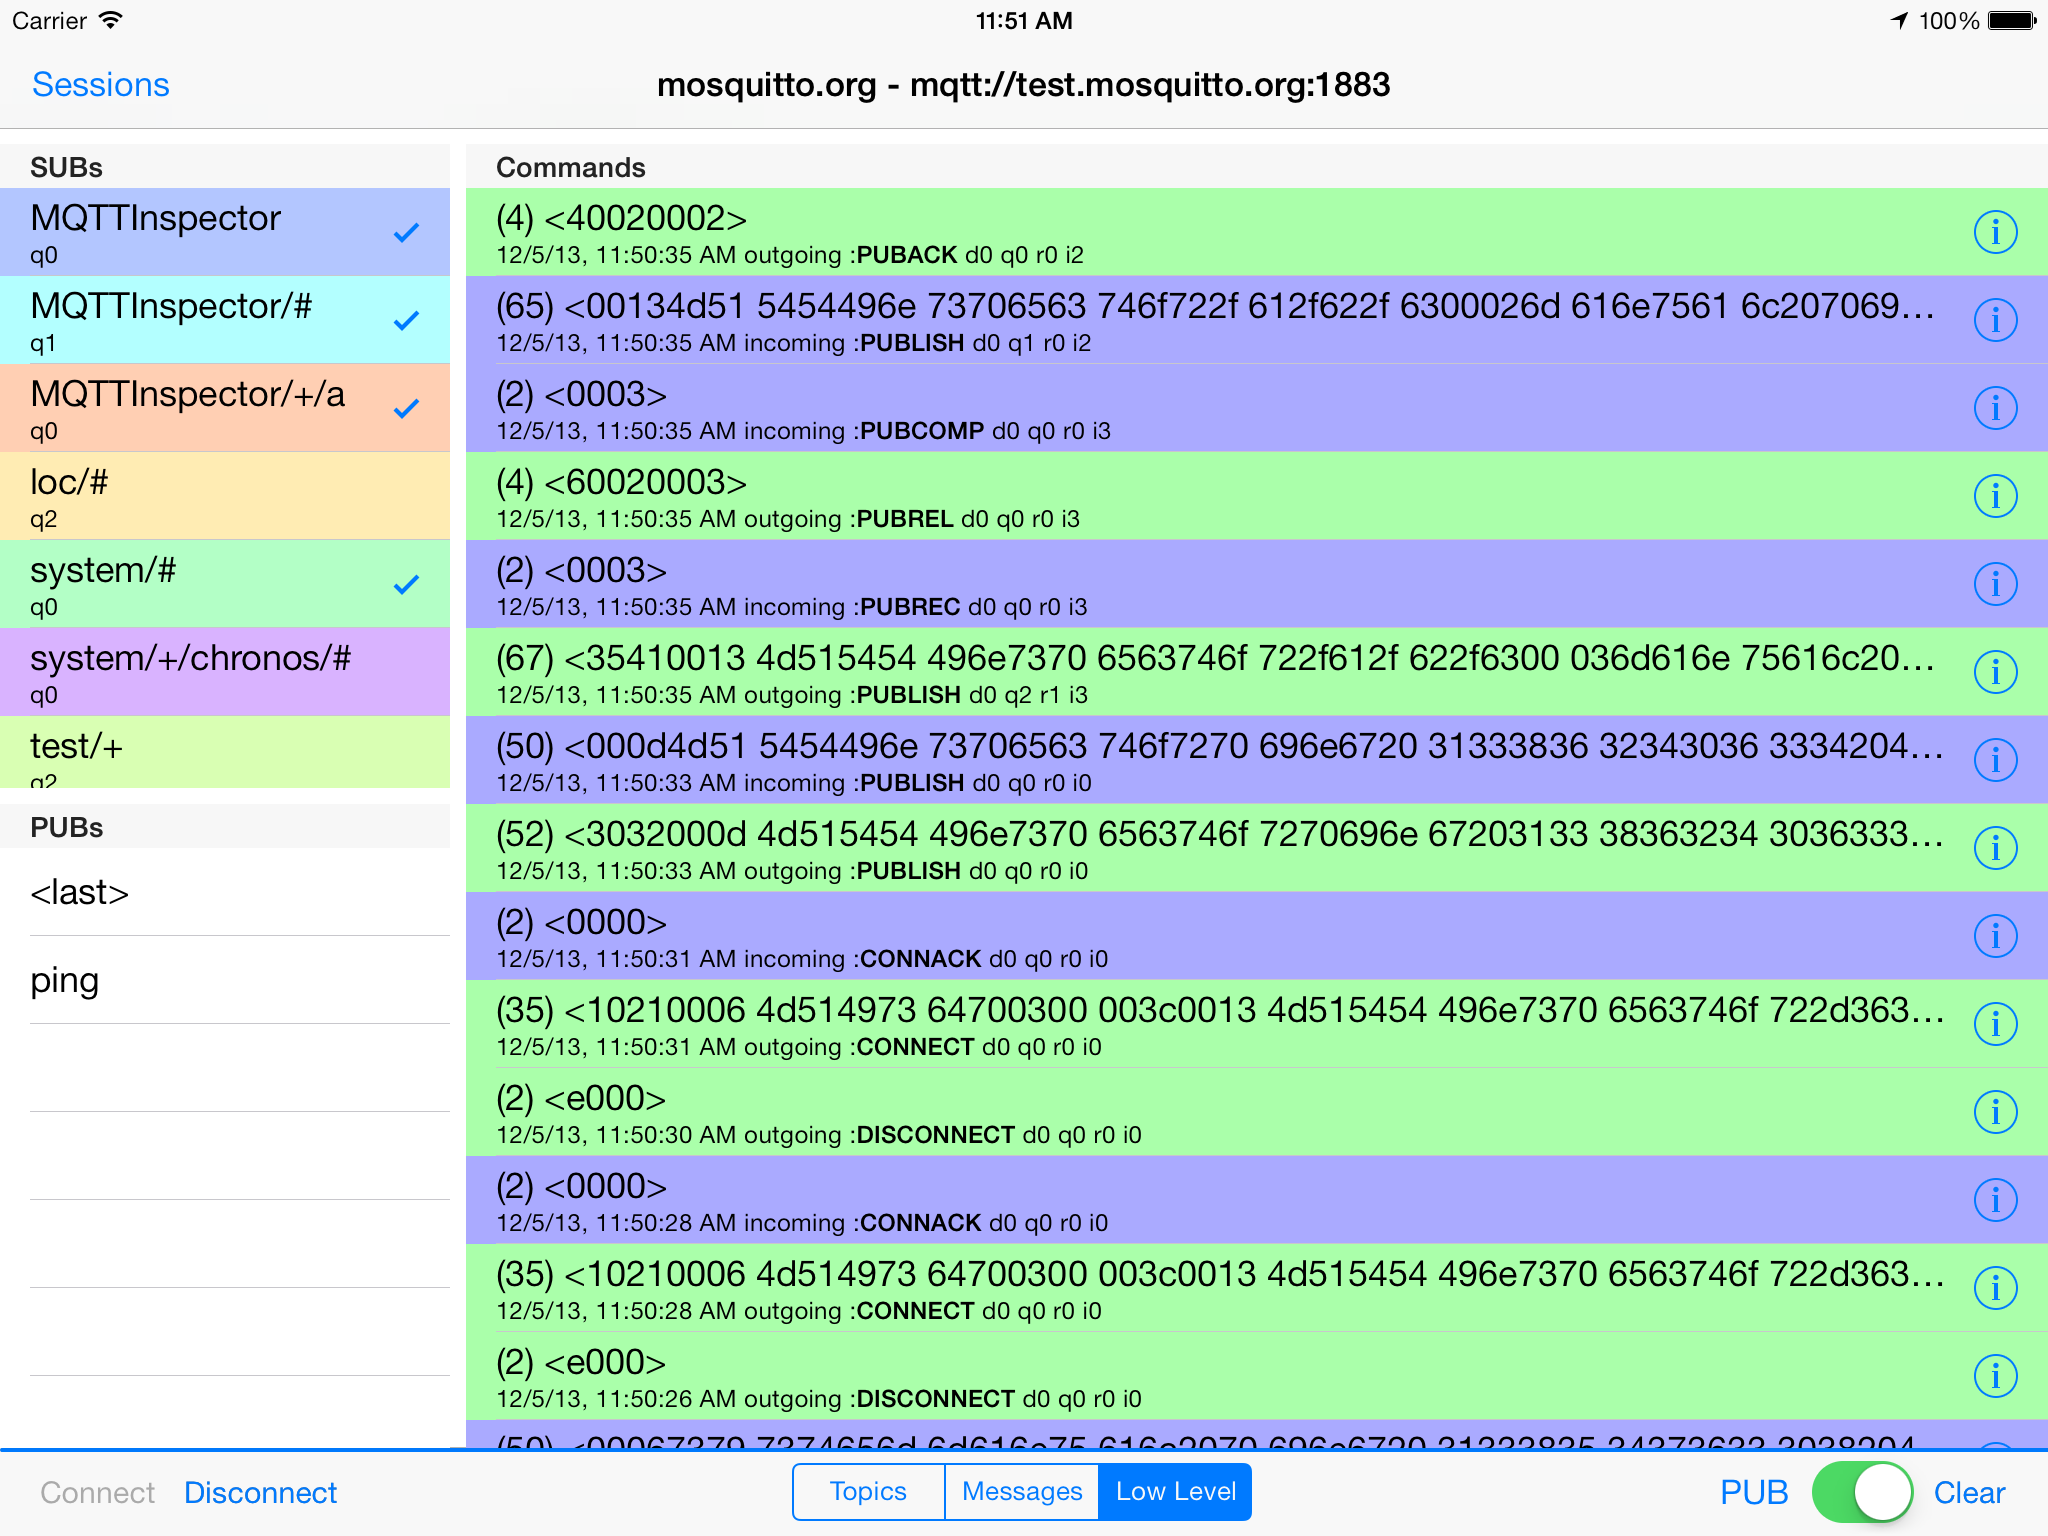 Carrier 11:51 AM 100%
Sessions mosquitto.org - mqtt://test.mosquitto.org:1883
SUBs
MQTTInspector
q0
MQTTInspector/#
q1
MQTTInspector/+/a
q0
loc/#
q2
system/#
q0
system/+/chronos/#
q0
test/+
q2
PUBs
<last>
ping
Commands
(4) <40020002>
12/5/13, 11:50:35 AM outgoing :PUBACK d0 q0 r0 i2
(65) <00134d51 5454496e 73706563 746f722f 612f622f 6300026d 616e7561 6c207069...
12/5/13, 11:50:35 AM incoming :PUBLISH d0 q1 r0 i2
(2) <0003>
12/5/13, 11:50:35 AM incoming :PUBCOMP d0 q0 r0 i3
(4) <60020003>
12/5/13, 11:50:35 AM outgoing :PUBREL d0 q0 r0 i3
(2) <0003>
12/5/13, 11:50:35 AM incoming :PUBREC d0 q0 r0 i3
(67) <35410013 4d515454 496e7370 6563746f 722f612f 622f6300 036d616e 75616c20...
12/5/13, 11:50:35 AM outgoing :PUBLISH d0 q2 r1 i3
(50) <000d4d51 5454496e 73706563 746f7270 696e6720 31333836 32343036 3334204...
12/5/13, 11:50:33 AM incoming :PUBLISH d0 q0 r0 i0
(52) <3032000d 4d515454 496e7370 6563746f 7270696e 67203133 38363234 3036333...
12/5/13, 11:50:33 AM outgoing :PUBLISH d0 q0 r0 i0
(2) <0000>
12/5/13, 11:50:31 AM incoming :CONNACK d0 q0 r0 i0
(35) <10210006 4d514973 64700300 003c0013 4d515454 496e7370 6563746f 722d363...
12/5/13, 11:50:31 AM outgoing :CONNECT d0 q0 r0 i0
(2) <e000>
12/5/13, 11:50:30 AM outgoing :DISCONNECT d0 q0 r0 i0
(2) <0000>
12/5/13, 11:50:28 AM incoming :CONNACK d0 q0 r0 i0
(35) <10210006 4d514973 64700300 003c0013 4d515454 496e7370 6563746f 722d363...
12/5/13, 11:50:28 AM outgoing :CONNECT d0 q0 r0 i0
(2) <e000>
12/5/13, 11:50:26 AM outgoing :DISCONNECT d0 q0 r0 i0
Connect Disconnect Topics Messages Low Level PUB Clear